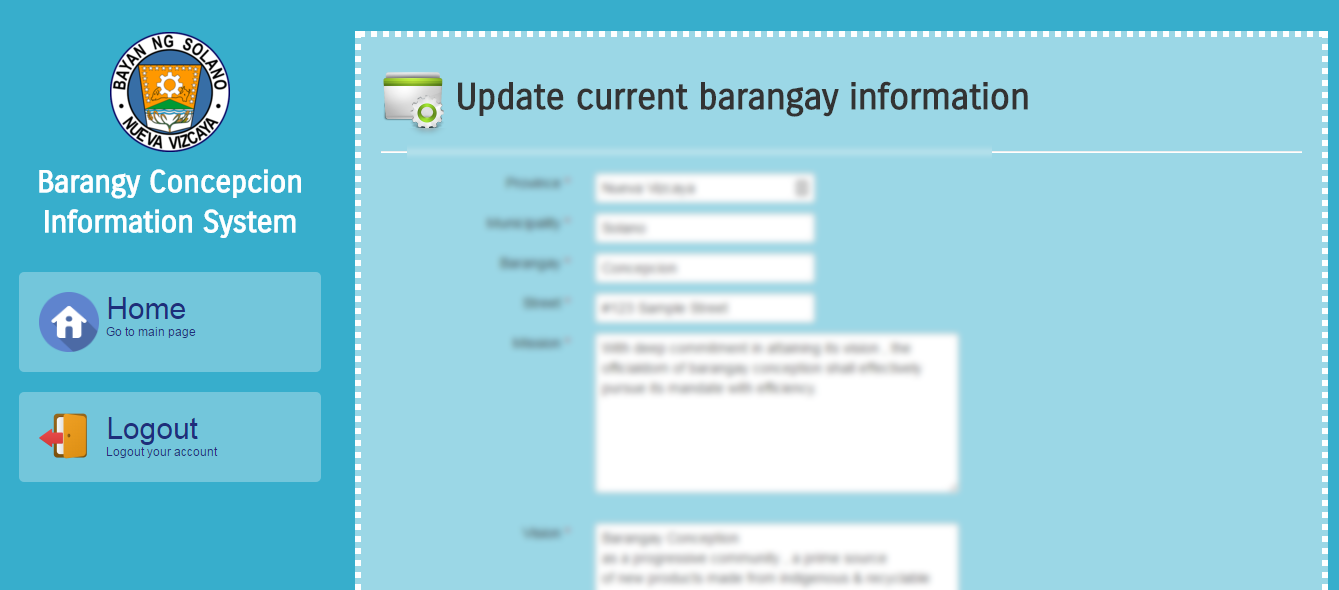 BAYAN NG SOLANO
NUEVA VIZCAYA
Barangy Concepcion
Information System
Home
Go to main page
Logout
Logout your account
Update current barangay information
Province *
Nueva Vizcaya
Municipality *
Solano
Barangay *
Concepcion
Street *
#123 Sample Street
Mission *
With deep commitment in attaining its vision , the
officialdom of barangay conception shall effectively
pursue its mandate with efficiency.
Vision *
Barangay Conception
as a progressive community , a prime source
of new products made from indigenous & recyclable